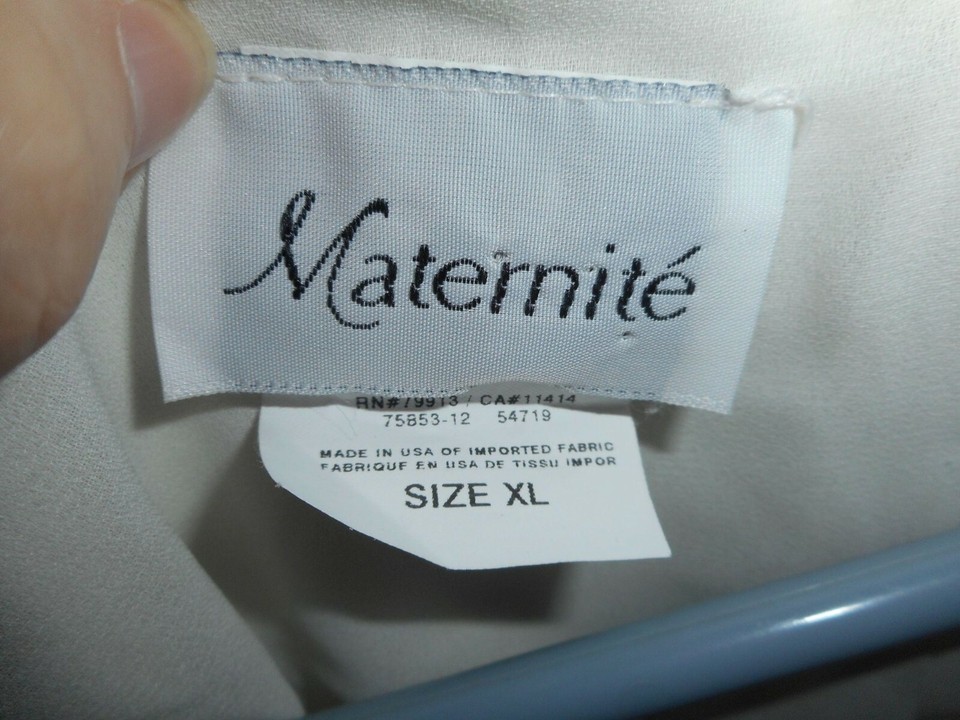 Maternité
RN#79913 / CA#11414
75853-12 54719
MADE IN USA OF IMPORTED FABRIC
FABRIQUE EN USA DE TISSU IMPOR
SIZE XL